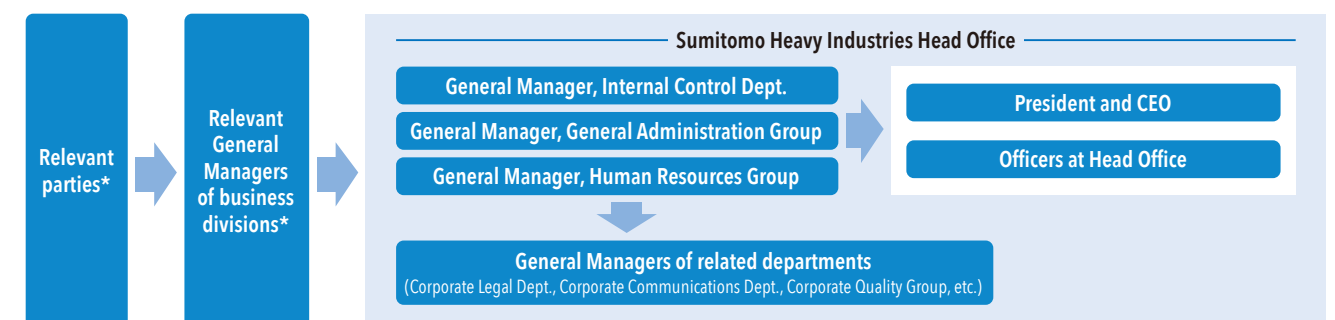 Relevant
parties*
Relevant
General
Managers
of business
divisions*
Sumitomo Heavy Industries Head Office
General Manager, Internal Control Dept.
General Manager, General Administration Group
General Manager, Human Resources Group
President and CEO
Officers at Head Office
General Managers of related departments
(Corporate Legal Dept., Corporate Communications Dept., Corporate Quality Group, etc.)